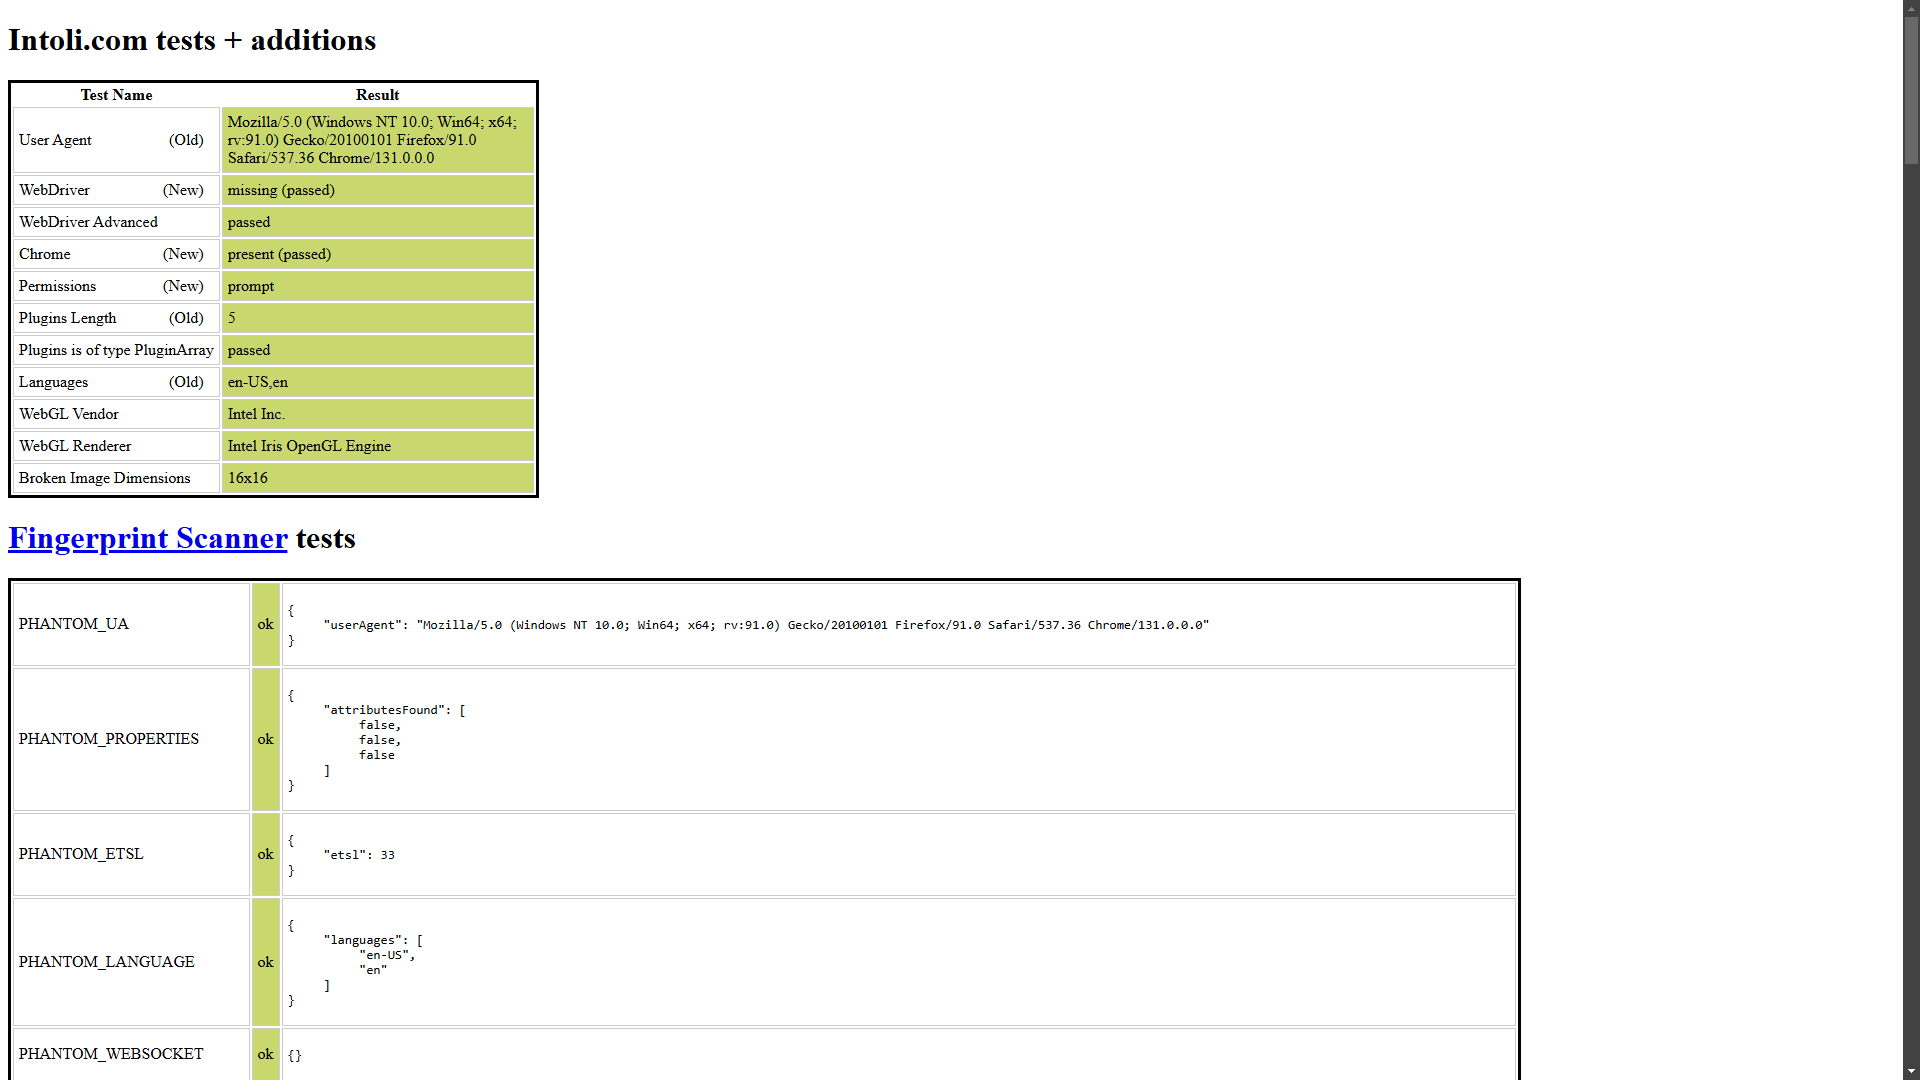 Intoli.com tests + additions
Test Name Result
User Agent (Old) Mozilla/5.0 (Windows NT 10.0; Win64; x64;
rv:91.0) Gecko/20100101 Firefox/91.0
Safari/537.36 Chrome/131.0.0.0
WebDriver (New) missing (passed)
WebDriver Advanced passed
Chrome (New) present (passed)
Permissions (New) prompt
Plugins Length (Old) 5
Plugins is of type PluginArray passed
Languages (Old) en-US,en
WebGL Vendor Intel Inc.
WebGL Renderer Intel Iris OpenGL Engine
Broken Image Dimensions 16x16
Fingerprint Scanner tests
PHANTOM_UA ok {
"userAgent": "Mozilla/5.0 (Windows NT 10.0; Win64; x64; rv:91.0) Gecko/20100101 Firefox/91.0 Safari/537.36 Chrome/131.0.0.0"
}
PHANTOM_PROPERTIES ok {
"attributesFound": [
false,
false,
false
]
}
PHANTOM_ETSL ok {
"etsl": 33
}
PHANTOM_LANGUAGE ok {
"languages": [
"en-US",
"en"
]
}
PHANTOM_WEBSOCKET ok {}